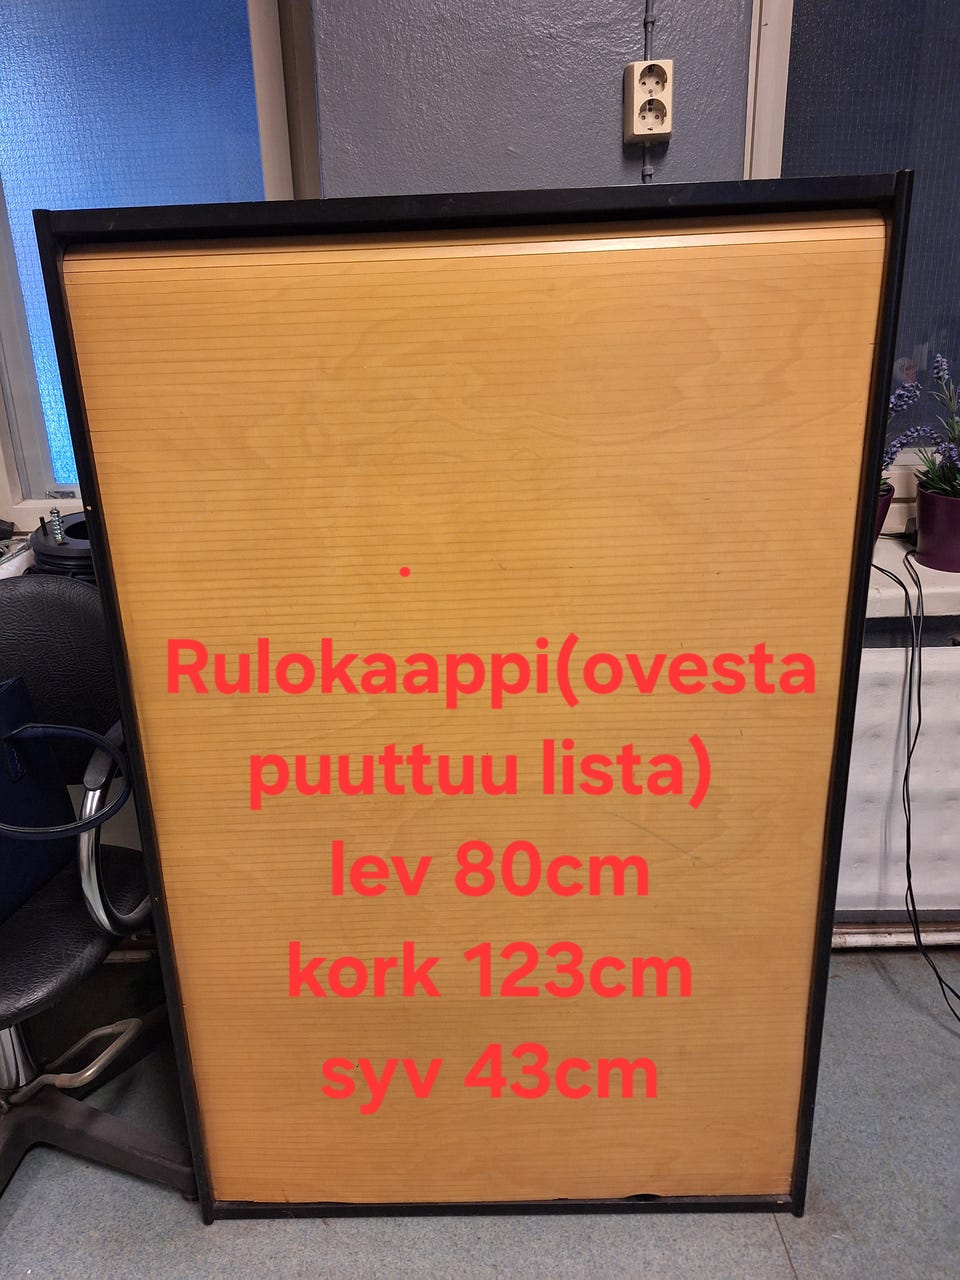 Rulokaappi(ovesta
puuttuu lista)
lev 80cm
kork 123cm
syv 43cm